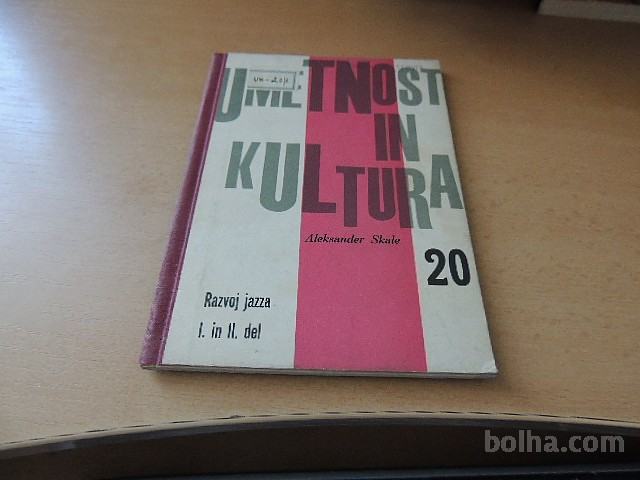 UMETNOST
IN
KULTURA
Aleksander Skale
20
Razvoj jazza
I. in II. del
bolha.com